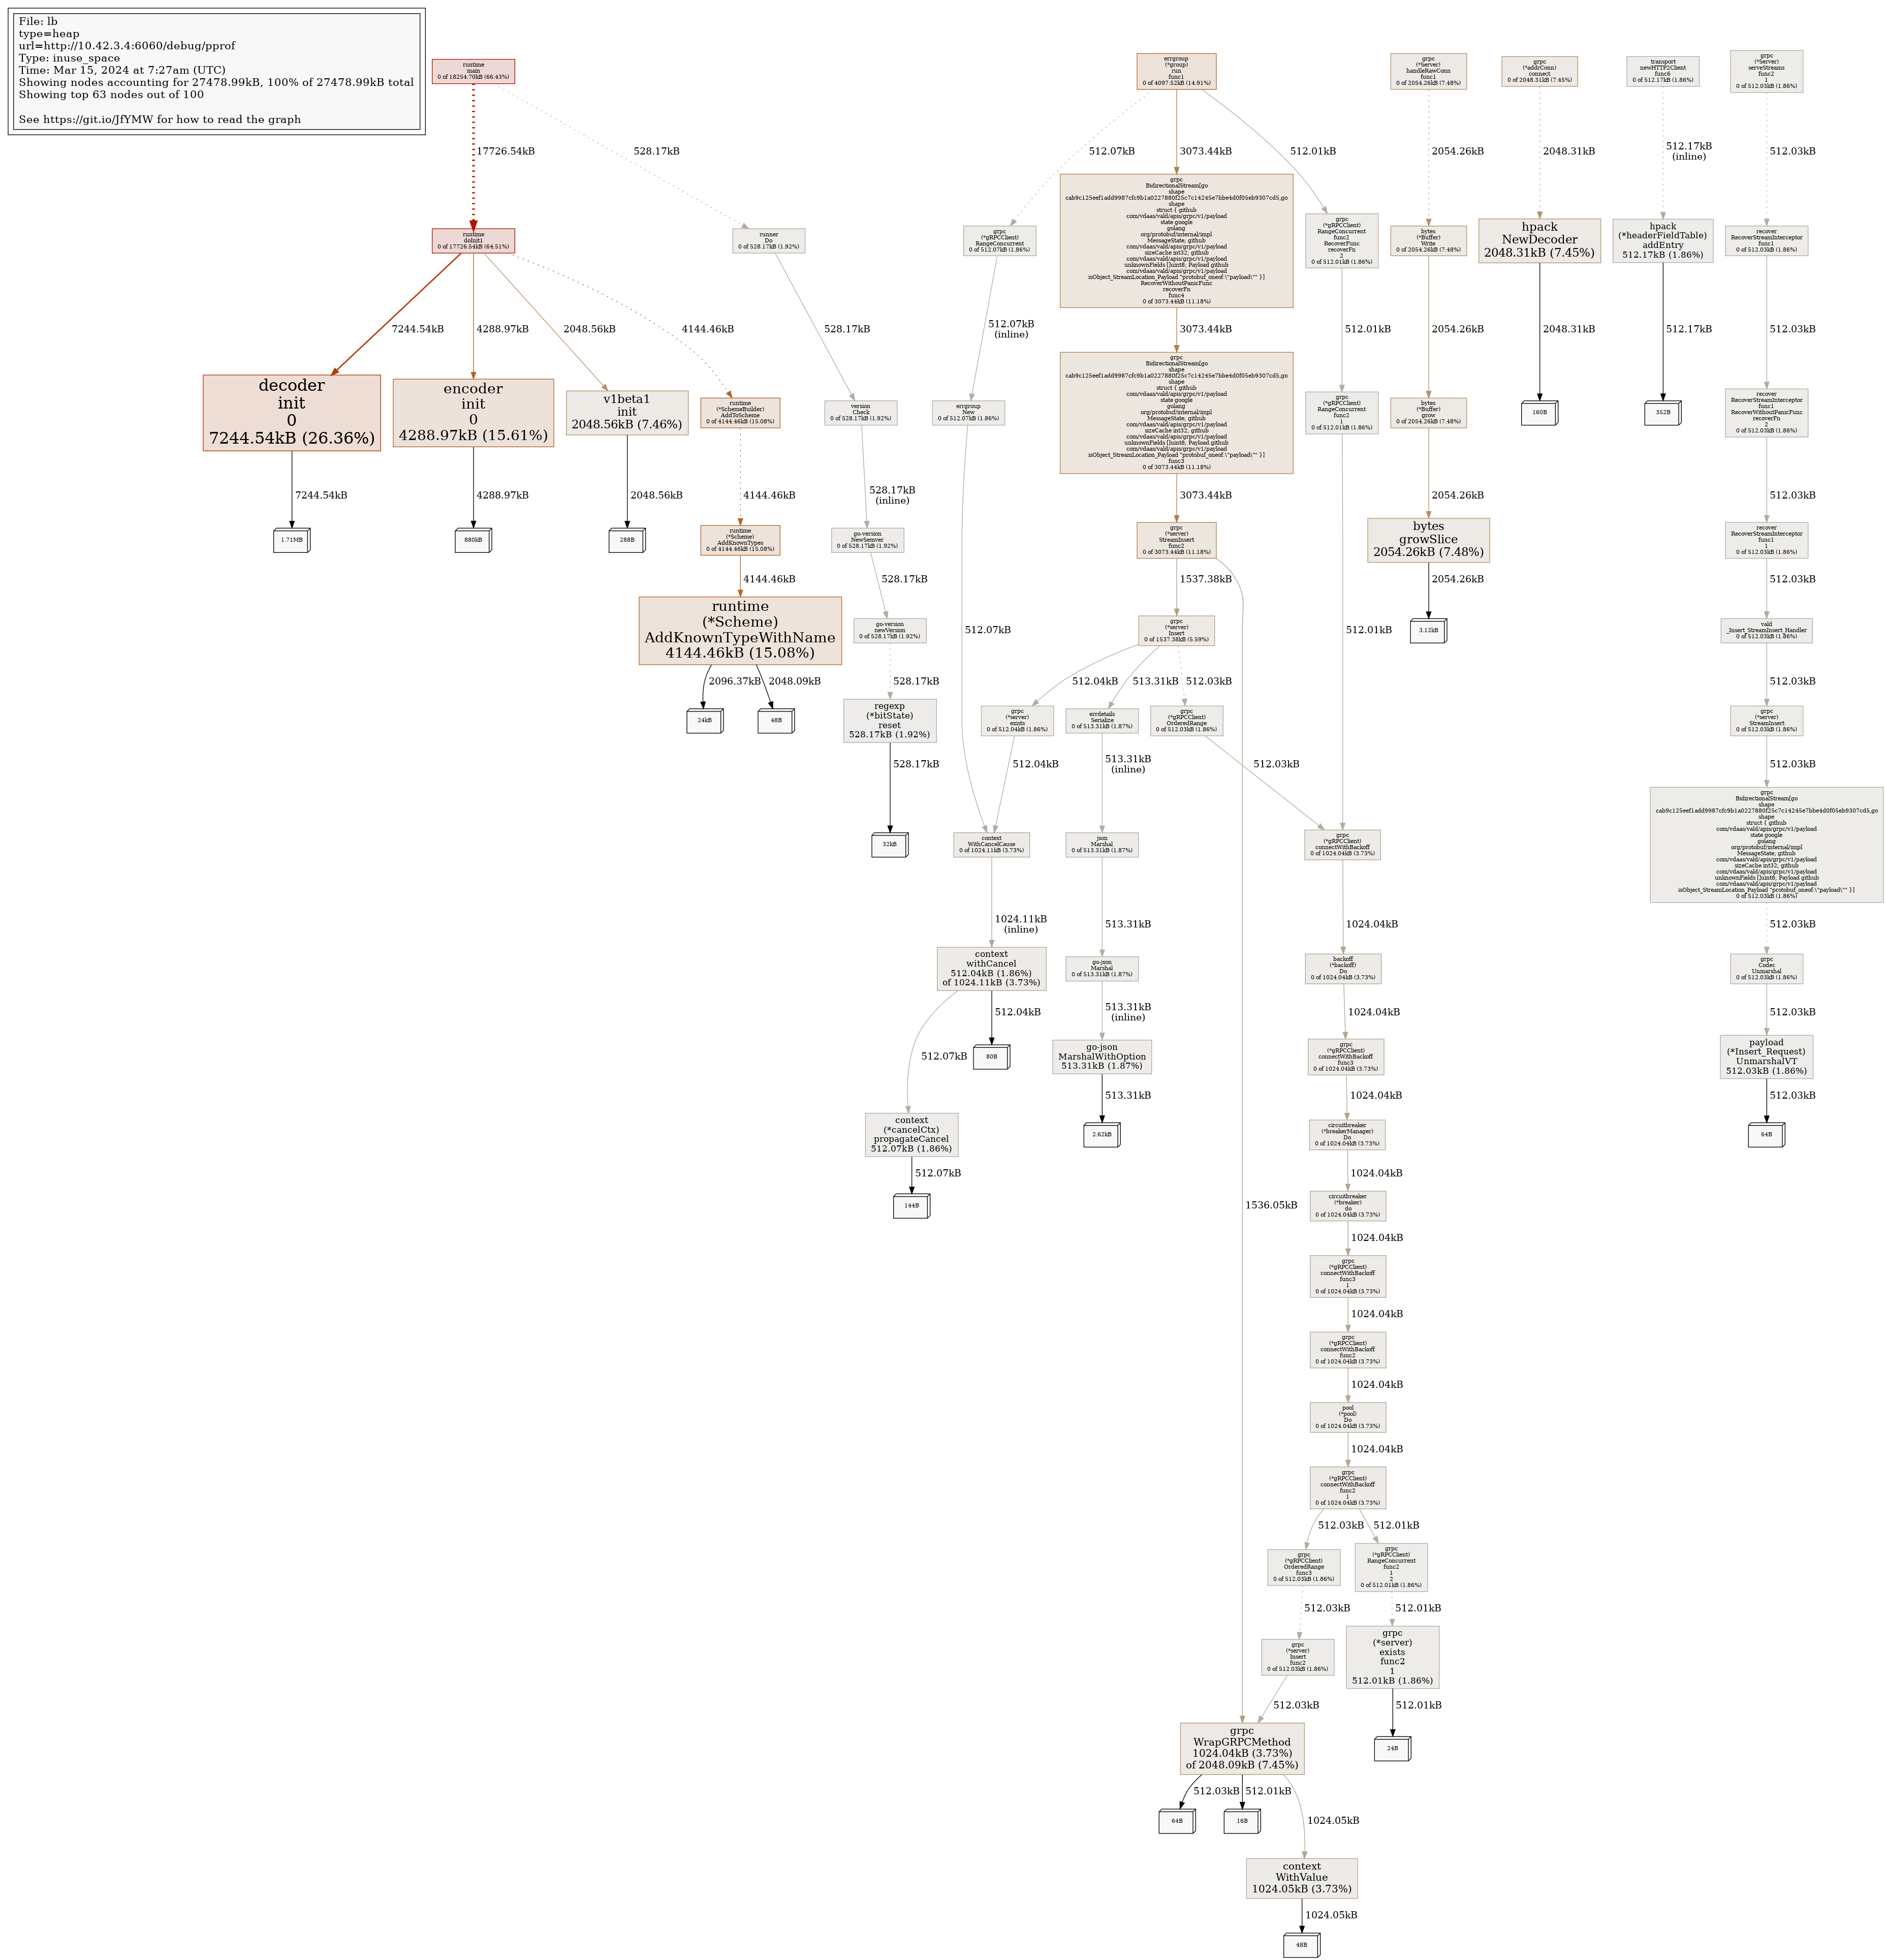 File: lb
type=heap
url=http://10.42.3.4:6060/debug/pprof
Type: inuse_space
Time: Mar 15, 2024 at 7:27am (UTC)
Showing nodes accounting for 27478.99kB, 100% of 27478.99kB total
Showing top 63 nodes out of 100
See https://git.io/JfYMW for how to read the graph
runtime
main
0 of 18254.70kB (66.43%)
errgroup
(*group)
run
func1
0 of 4097.52kB (14.91%)
grpc
(*Server)
handleRawConn
func1
0 of 2054.26kB (7.48%)
grpc
(*addrConn)
connect
0 of 2048.31kB (7.45%)
transport
newHTTP2Client
func6
0 of 512.17kB (1.86%)
grpc
(*Server)
serveStreams
func2
1
0 of 512.03kB (1.86%)
17726.54kB
528.17kB
512.07kB
3073.44kB
512.01kB
2054.26kB
2048.31kB
512.17kB
(inline)
512.03kB
runtime
doInit1
0 of 17726.54kB (64.51%)
runner
Do
0 of 528.17kB (1.92%)
grpc
(*gRPCClient)
RangeConcurrent
0 of 512.07kB (1.86%)
grpc
BidirectionalStream[go
shape
cab9c125eef1add9987cfc9b1a0227880f25c7c14245e7bbe4d0f05eb9307cd5,go
shape
struct { github
com/vdaas/vald/apis/grpc/v1/payload
state google
golang
org/protobuf/internal/impl
MessageState; github
com/vdaas/vald/apis/grpc/v1/payload
sizeCache int32; github
com/vdaas/vald/apis/grpc/v1/payload
unknownFields []uint8; Payload github
com/vdaas/vald/apis/grpc/v1/payload
isObject_StreamLocation_Payload "protobuf_oneof:\"payload\"" }]
RecoverWithoutPanicFunc
recoverFn
func4
0 of 3073.44kB (11.18%)
grpc
(*gRPCClient)
RangeConcurrent
func2
RecoverFunc
recoverFn
2
0 of 512.01kB (1.86%)
bytes
(*Buffer)
Write
0 of 2054.26kB (7.48%)
hpack
NewDecoder
2048.31kB (7.45%)
hpack
(*headerFieldTable)
addEntry
512.17kB (1.86%)
recover
RecoverStreamInterceptor
func1
0 of 512.03kB (1.86%)
7244.54kB
4288.97kB
2048.56kB
4144.46kB
528.17kB
512.07kB
(inline)
3073.44kB
512.01kB
2054.26kB
2048.31kB
512.17kB
512.03kB
decoder
init
0
7244.54kB (26.36%)
encoder
init
0
4288.97kB (15.61%)
v1beta1
init
2048.56kB (7.46%)
runtime
(*SchemeBuilder)
AddToScheme
0 of 4144.46kB (15.08%)
version
Check
0 of 528.17kB (1.92%)
errgroup
New
0 of 512.07kB (1.86%)
grpc
BidirectionalStream[go
shape
cab9c125eef1add9987cfc9b1a0227880f25c7c14245e7bbe4d0f05eb9307cd5,go
shape
struct { github
com/vdaas/vald/apis/grpc/v1/payload
state google
golang
org/protobuf/internal/impl
MessageState; github
com/vdaas/vald/apis/grpc/v1/payload
sizeCache int32; github
com/vdaas/vald/apis/grpc/v1/payload
unknownFields []uint8; Payload github
com/vdaas/vald/apis/grpc/v1/payload
isObject_StreamLocation_Payload "protobuf_oneof:\"payload\"" }]
func3
0 of 3073.44kB (11.18%)
grpc
(*gRPCClient)
RangeConcurrent
func2
1
0 of 512.01kB (1.86%)
bytes
(*Buffer)
grow
0 of 2054.26kB (7.48%)
160B
352B
recover
RecoverStreamInterceptor
func1
RecoverWithoutPanicFunc
recoverFn
2
0 of 512.03kB (1.86%)
7244.54kB
4288.97kB
2048.56kB
4144.46kB
528.17kB
(inline)
3073.44kB
2054.26kB
512.03kB
1.71MB
880kB
288B
runtime
(*Scheme)
AddKnownTypes
0 of 4144.46kB (15.08%)
go-version
NewSemver
0 of 528.17kB (1.92%)
grpc
(*server)
StreamInsert
func2
0 of 3073.44kB (11.18%)
bytes
growSlice
2054.26kB (7.48%)
recover
RecoverStreamInterceptor
func1
1
0 of 512.03kB (1.86%)
4144.46kB
528.17kB
1537.38kB
2054.26kB
512.03kB
runtime
(*Scheme)
AddKnownTypeWithName
4144.46kB (15.08%)
go-version
newVersion
0 of 528.17kB (1.92%)
512.07kB
grpc
(*server)
Insert
0 of 1537.38kB (5.59%)
512.01kB
3.12kB
vald
_Insert_StreamInsert_Handler
0 of 512.03kB (1.86%)
2096.37kB
2048.09kB
528.17kB
512.04kB
513.31kB
512.03kB
512.03kB
24kB
48B
regexp
(*bitState)
reset
528.17kB (1.92%)
grpc
(*server)
exists
0 of 512.04kB (1.86%)
errdetails
Serialize
0 of 513.31kB (1.87%)
grpc
(*gRPCClient)
OrderedRange
0 of 512.03kB (1.86%)
grpc
(*server)
StreamInsert
0 of 512.03kB (1.86%)
528.17kB
512.04kB
513.31kB
(inline)
512.03kB
512.03kB
32kB
context
WithCancelCause
0 of 1024.11kB (3.73%)
json
Marshal
0 of 513.31kB (1.87%)
grpc
(*gRPCClient)
connectWithBackoff
0 of 1024.04kB (3.73%)
grpc
BidirectionalStream[go
shape
cab9c125eef1add9987cfc9b1a0227880f25c7c14245e7bbe4d0f05eb9307cd5,go
shape
struct { github
com/vdaas/vald/apis/grpc/v1/payload
state google
golang
org/protobuf/internal/impl
MessageState; github
com/vdaas/vald/apis/grpc/v1/payload
sizeCache int32; github
com/vdaas/vald/apis/grpc/v1/payload
unknownFields []uint8; Payload github
com/vdaas/vald/apis/grpc/v1/payload
isObject_StreamLocation_Payload "protobuf_oneof:\"payload\"" }]
0 of 512.03kB (1.86%)
1024.11kB
(inline)
513.31kB
1024.04kB
512.03kB
context
withCancel
512.04kB (1.86%)
of 1024.11kB (3.73%)
go-json
Marshal
0 of 513.31kB (1.87%)
backoff
(*backoff)
Do
0 of 1024.04kB (3.73%)
grpc
Codec
Unmarshal
0 of 512.03kB (1.86%)
512.07kB
512.04kB
513.31kB
(inline)
1024.04kB
512.03kB
80B
go-json
MarshalWithOption
513.31kB (1.87%)
grpc
(*gRPCClient)
connectWithBackoff
func3
0 of 1024.04kB (3.73%)
payload
(*Insert_Request)
UnmarshalVT
512.03kB (1.86%)
513.31kB
1024.04kB
512.03kB
context
(*cancelCtx)
propagateCancel
512.07kB (1.86%)
2.62kB
circuitbreaker
(*breakerManager)
Do
0 of 1024.04kB (3.73%)
64B
512.07kB
1024.04kB
144B
1536.05kB
circuitbreaker
(*breaker)
do
0 of 1024.04kB (3.73%)
1024.04kB
grpc
(*gRPCClient)
connectWithBackoff
func3
1
0 of 1024.04kB (3.73%)
1024.04kB
grpc
(*gRPCClient)
connectWithBackoff
func2
0 of 1024.04kB (3.73%)
1024.04kB
pool
(*pool)
Do
0 of 1024.04kB (3.73%)
1024.04kB
grpc
(*gRPCClient)
connectWithBackoff
func2
1
0 of 1024.04kB (3.73%)
512.03kB
512.01kB
grpc
(*gRPCClient)
OrderedRange
func3
0 of 512.03kB (1.86%)
grpc
(*gRPCClient)
RangeConcurrent
func2
1
2
0 of 512.01kB (1.86%)
512.03kB
512.01kB
grpc
(*server)
Insert
func2
0 of 512.03kB (1.86%)
grpc
(*server)
exists
func2
1
512.01kB (1.86%)
512.03kB
512.01kB
grpc
WrapGRPCMethod
1024.04kB (3.73%)
of 2048.09kB (7.45%)
24B
512.03kB
512.01kB
1024.05kB
64B
16B
context
WithValue
1024.05kB (3.73%)
1024.05kB
48B